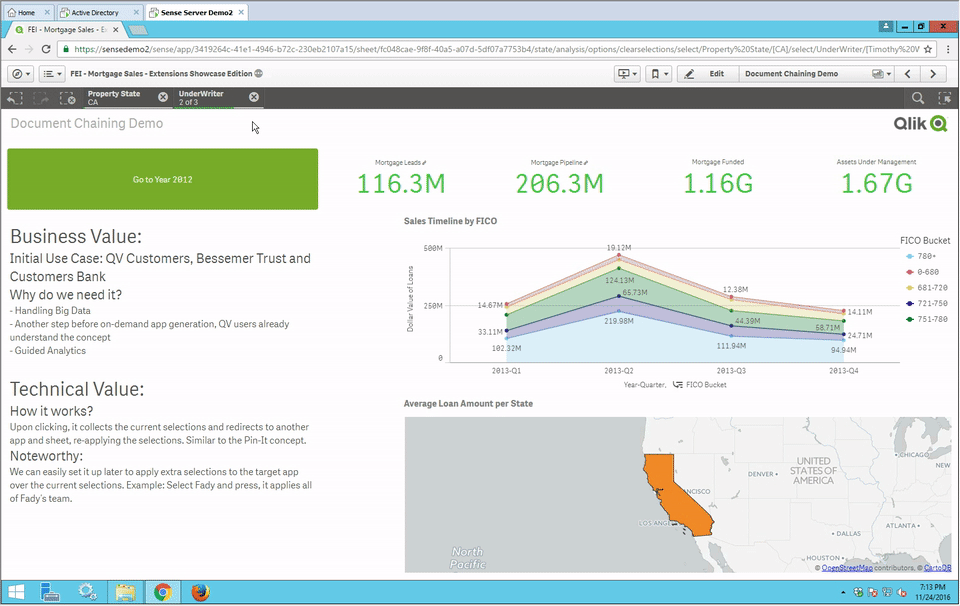 Home
Active Directory
Sense Server Demo2
FEI - Mortgage Sales - E
https://sensedemo2/sense/app/3419264c-41e1-4946-b72c-230eb2107a15/sheet/fc048cae-9f8f-40a5-a07d-5df07a7753b4/state/analysis/options/clearselections/select/Property%20State/[CA]/select/UnderWriter/[Timothy%20V
FEI - Mortgage Sales - Extensions Showcase Edition
Edit
Document Chaining Demo
Property State
CA
UnderWriter
2 of 3
Document Chaining Demo
Qlik
Go to Year 2012
Mortgage Leads
116.3M
Mortgage Pipeline
206.3M
Mortgage Funded
1.16G
Assets Under Management
1.67G
Business Value:
Initial Use Case: QV Customers, Bessemer Trust and
Customers Bank
Why do we need it?
- Handling Big Data
- Another step before on-demand app generation, QV users already
understand the concept
- Guided Analytics
Technical Value:
How it works?
Upon clicking, it collects the current selections and redirects to another
app and sheet, re-applying the selections. Similar to the Pin-It concept.
Noteworthy:
We can easily set it up later to apply extra selections to the target app
over the current selections. Example: Select Fady and press, it applies all
of Fady's team.
Sales Timeline by FICO
Dollar Value of Loans
500M
250M
0
14.67M
33.11M
102.32M
19.12M
124.13M
65.73M
219.98M
12.38M
44.39M
111.94M
14.11M
58.71M
24.71M
94.94M
2013-Q1
2013-Q2
2013-Q3
2013-Q4
Year-Quarter,
FICO Bucket
FICO Bucket
780+
0-680
681-720
721-750
751-780
Average Loan Amount per State
UNITED
STATES OF
AMERICA
CHICAGO
NEW
DENVER
NCISCO
LOS ANGE
ATLANTA
DALLAS
HOUSTON
North
Pacific
© OpenStreetMap contributors, © CartoDB
7:13 PM
11/24/2016